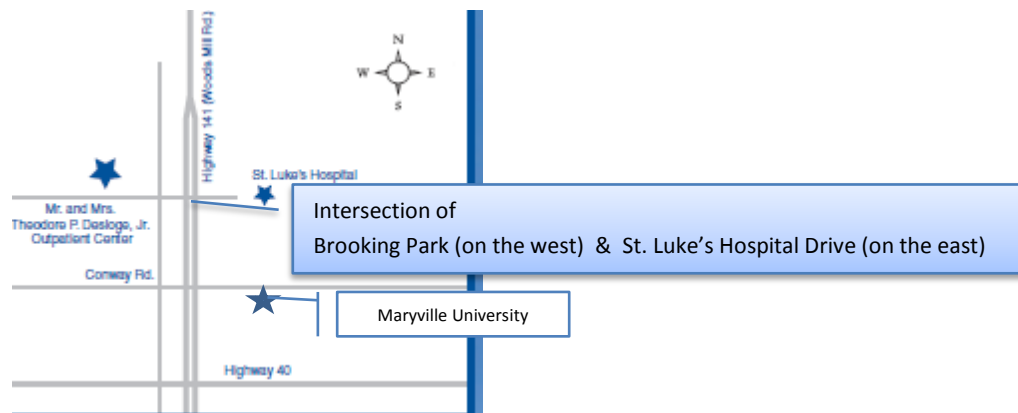 N
W E
S
Highway 141 (Woods Mill Rd.)
St. Luke's Hospital
Mr. and Mrs.
Theodore P. Desloge, Jr.
Outpatient Center
Intersection of
Brooking Park (on the west) & St. Luke’s Hospital Drive (on the east)
Conway Rd.
Maryville University
Highway 40